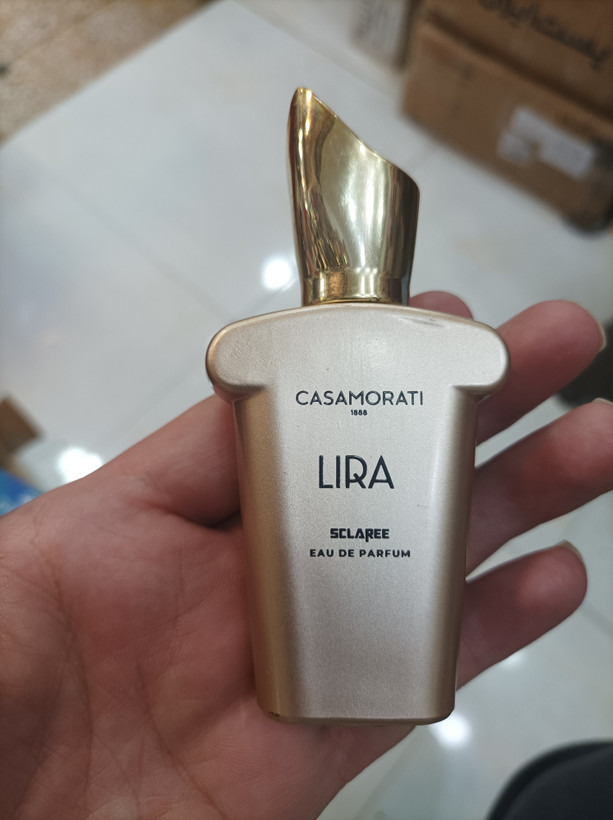 CASAMORATI
1888
LIRA
SCLAREE
EAU DE PARFUM